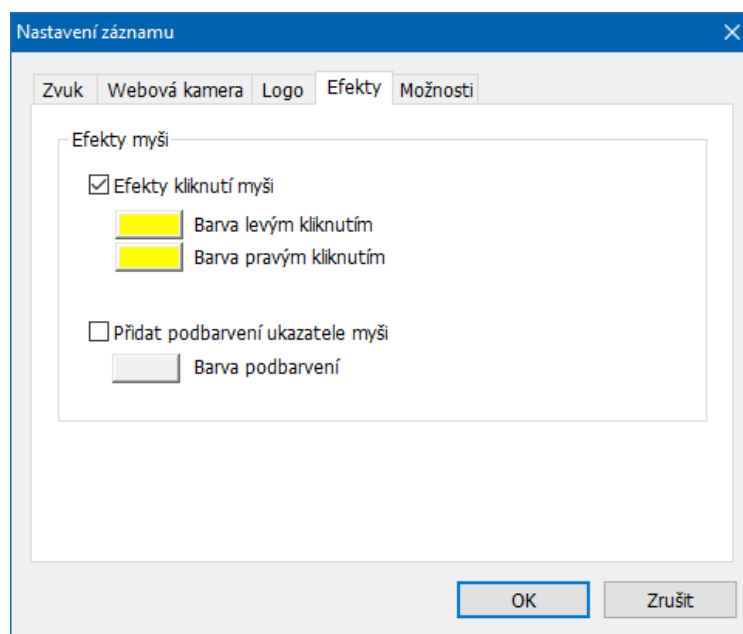 Nastavení záznamu
Zvuk Webová kamera Logo Efekty Možnosti
Efekty myši
Efekty kliknutí myši
Barva levým kliknutím
Barva pravým kliknutím
Přidat podbarvení ukazatele myši
Barva podbarvení
OK Zrušit